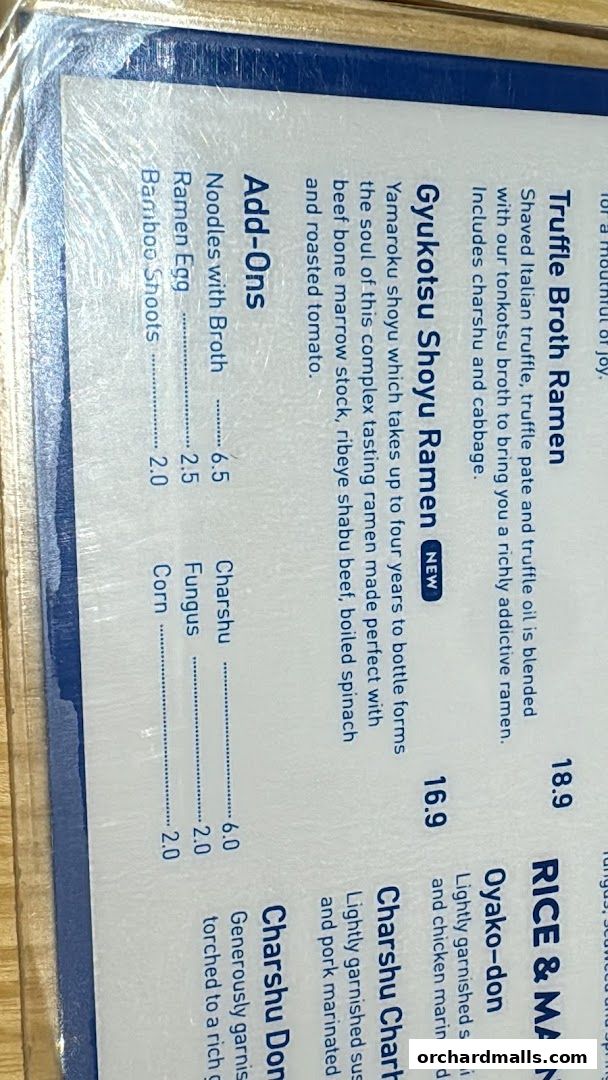 for a mouthful of joy.
Truffle Broth Ramen 18.9
Shaved Italian truffle, truffle pate and truffle oil is blended
with our tonkotsu broth to bring you a richly addictive ramen.
Includes charshu and cabbage.
Gyukotsu Shoyu Ramen NEW 16.9
Yamaroku shoyu which takes up to four years to bottle forms
the soul of this complex tasting ramen made perfect with
beef bone marrow stock, ribeye shabu beef, boiled spinach
and roasted tomato.
Add-Ons
Noodles with Broth ........ 6.5
Ramen Egg ........ 2.5
Bamboo Shoots ........ 2.0
Charshu ........ 6.0
Fungus ........ 2.0
Corn ........ 2.0
RICE &
Oyako-don
Lightly garnished
and chicken
Charshu
Lightly garnished
and pork marinated
Charshu Don
Generously
torched to a rich
orchardmalls.com